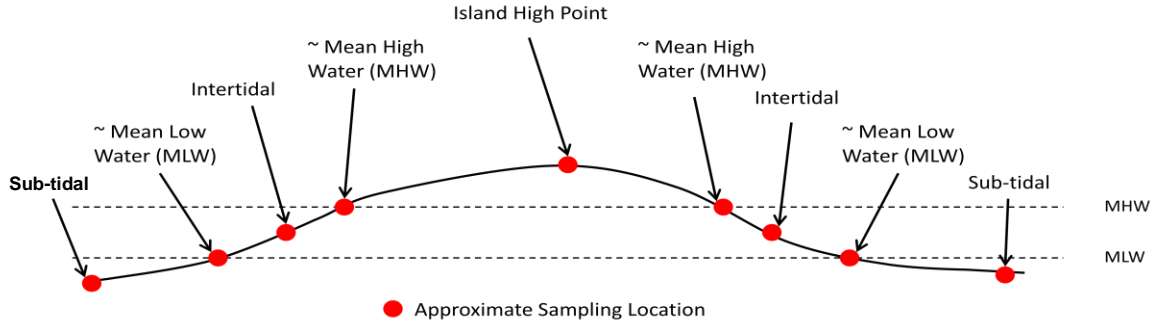 Island High Point
~ Mean High
Water (MHW)
~ Mean High
Water (MHW)
Intertidal
Intertidal
~ Mean Low
Water (MLW)
~ Mean Low
Water (MLW)
Sub-tidal
Sub-tidal
MHW
MLW
Approximate Sampling Location